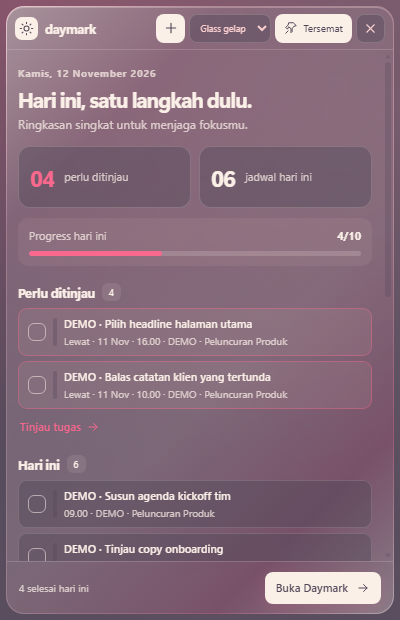 daymark
+
Glass gelap
Tersemat
Kamis, 12 November 2026
Hari ini, satu langkah dulu.
Ringkasan singkat untuk menjaga fokusmu.
04 perlu ditinjau
06 jadwal hari ini
Progress hari ini 4/10
Perlu ditinjau 4
DEMO · Pilih headline halaman utama
Lewat · 11 Nov · 16.00 · DEMO · Peluncuran Produk
DEMO · Balas catatan klien yang tertunda
Lewat · 11 Nov · 10.00 · DEMO · Peluncuran Produk
Tinjau tugas →
Hari ini 6
DEMO · Susun agenda kickoff tim
09.00 · DEMO · Peluncuran Produk
DEMO · Tinjau copy onboarding
4 selesai hari ini
Buka Daymark →